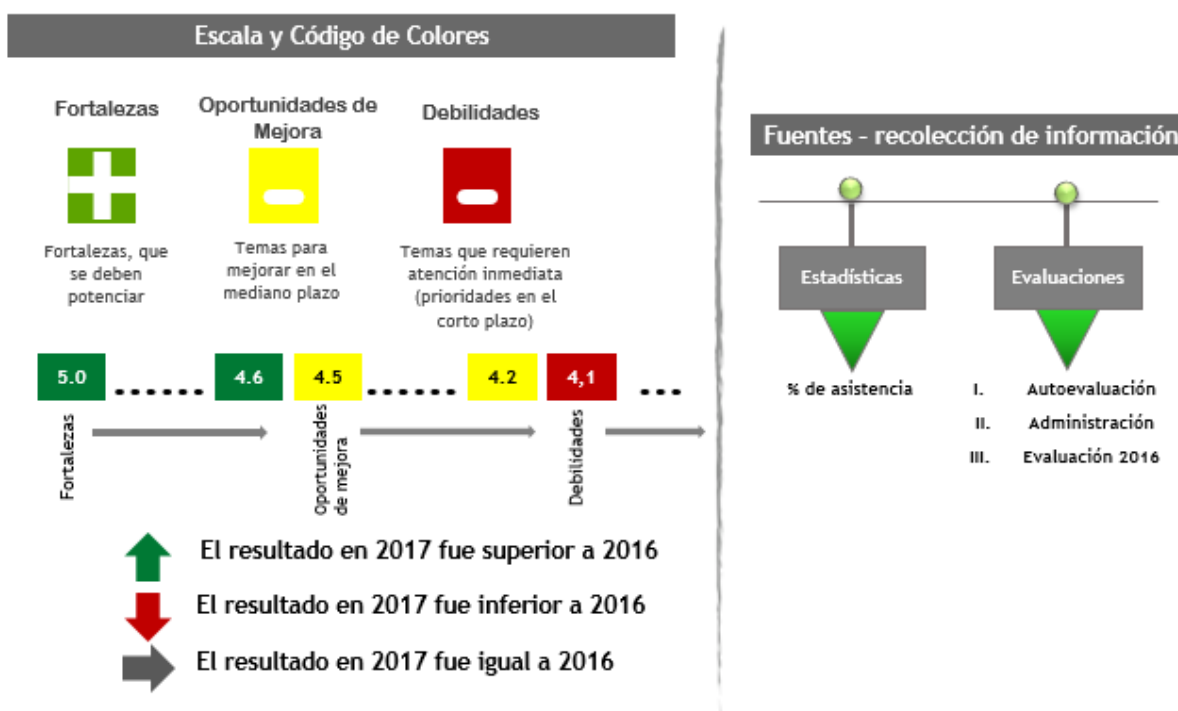 Escala y Código de Colores
Fortalezas
Oportunidades de
Mejora
Debilidades
Fortalezas, que
se deben
potenciar
Temas para
mejorar en el
mediano plazo
Temas que requieren
atención inmediata
(prioridades en el
corto plazo)
5.0 ...... 4.6 4.5 ...... 4.2 4,1 ...
Fortalezas
Oportunidades
de mejora
Debilidades
El resultado en 2017 fue superior a 2016
El resultado en 2017 fue inferior a 2016
El resultado en 2017 fue igual a 2016
Fuentes - recolección de información
Estadísticas
Evaluaciones
% de asistencia
I. Autoevaluación
II. Administración
III. Evaluación 2016